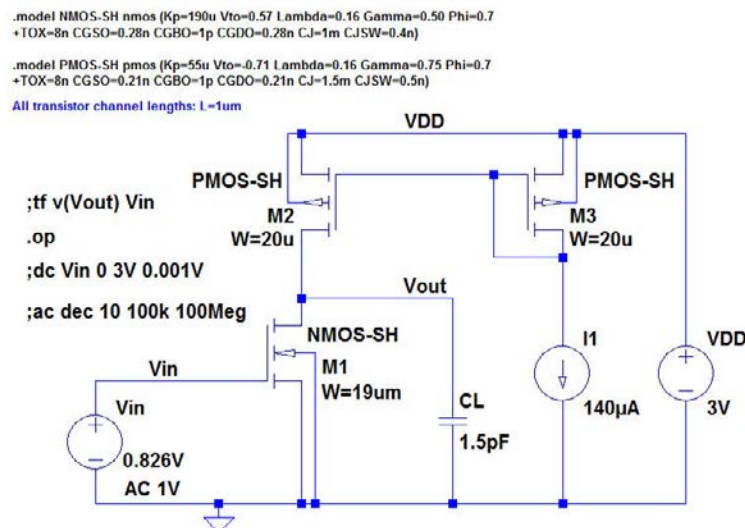 .model NMOS-SH nmos (Kp=190u Vto=0.57 Lambda=0.16 Gamma=0.50 Phi=0.7
+TOX=8n CGSO=0.28n CGBO=1p CGDO=0.28n CJ=1m CJSW=0.4n)
.model PMOS-SH pmos (Kp=55u Vto=-0.71 Lambda=0.16 Gamma=0.75 Phi=0.7
+TOX=8n CGSO=0.21n CGBO=1p CGDO=0.21n CJ=1.5m CJSW=0.5n)
All transistor channel lengths: L=1um
VDD
PMOS-SH
M2
W=20u
PMOS-SH
M3
W=20u
;tf v(Vout) Vin
.op
;dc Vin 0 3V 0.001V
;ac dec 10 100k 100Meg
Vout
NMOS-SH
M1
W=19um
Vin
Vin
0.826V
AC 1V
CL
1.5pF
I1
140µA
VDD
3V